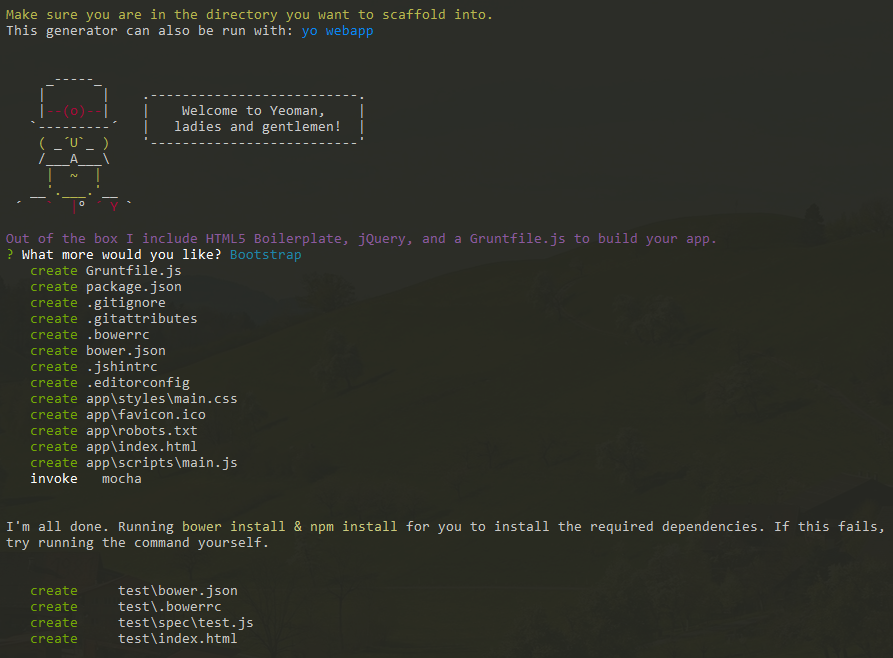 Make sure you are in the directory you want to scaffold into.
This generator can also be run with: yo webapp
     _-----_
    |       |    .--------------------------.
    |--(o)--|    |    Welcome to Yeoman,    |
   `---------´   |   ladies and gentlemen!  |
    ( _´U`_ )    '--------------------------'
    /___A___\
     |  ~  |
   __'.___.'__
 ´   `  |° ´ Y `
Out of the box I include HTML5 Boilerplate, jQuery, and a Gruntfile.js to build your app.
? What more would you like? Bootstrap
   create Gruntfile.js
   create package.json
   create .gitignore
   create .gitattributes
   create .bowerrc
   create bower.json
   create .jshintrc
   create .editorconfig
   create app\styles\main.css
   create app\favicon.ico
   create app\robots.txt
   create app\index.html
   create app\scripts\main.js
   invoke   mocha
I'm all done. Running bower install & npm install for you to install the required dependencies. If this fails,
try running the command yourself.
   create     test\bower.json
   create     test\.bowerrc
   create     test\spec\test.js
   create     test\index.html